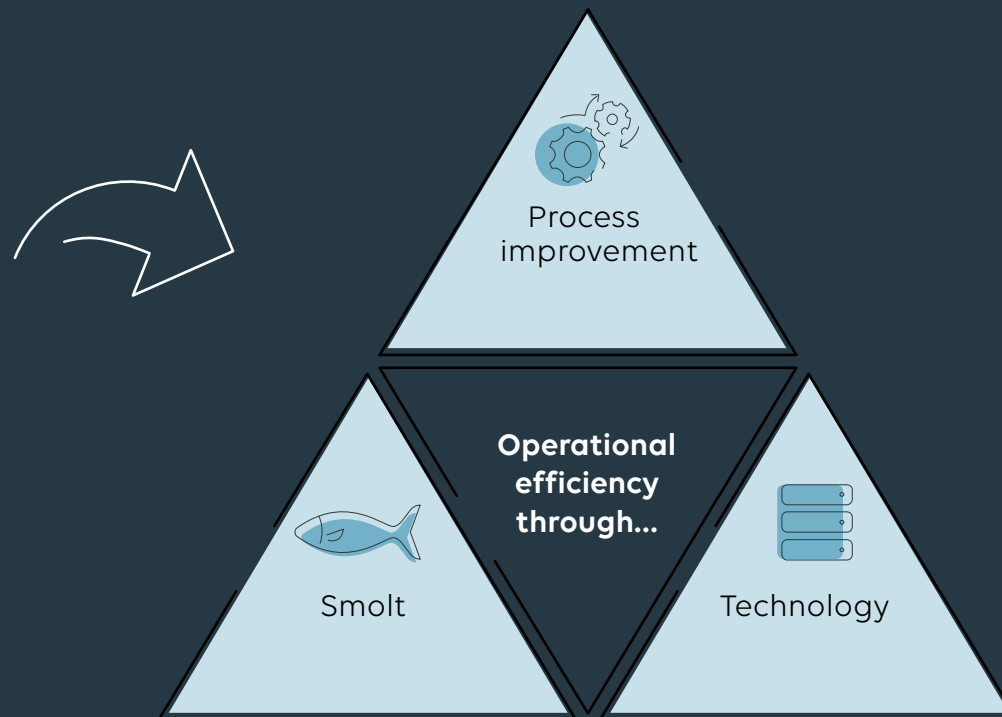 Process
improvement
Operational
efficiency
through...
Smolt
Technology